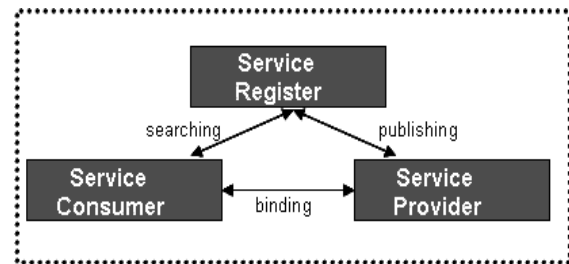 Service
Register
searching
publishing
Service
Consumer
binding
Service
Provider